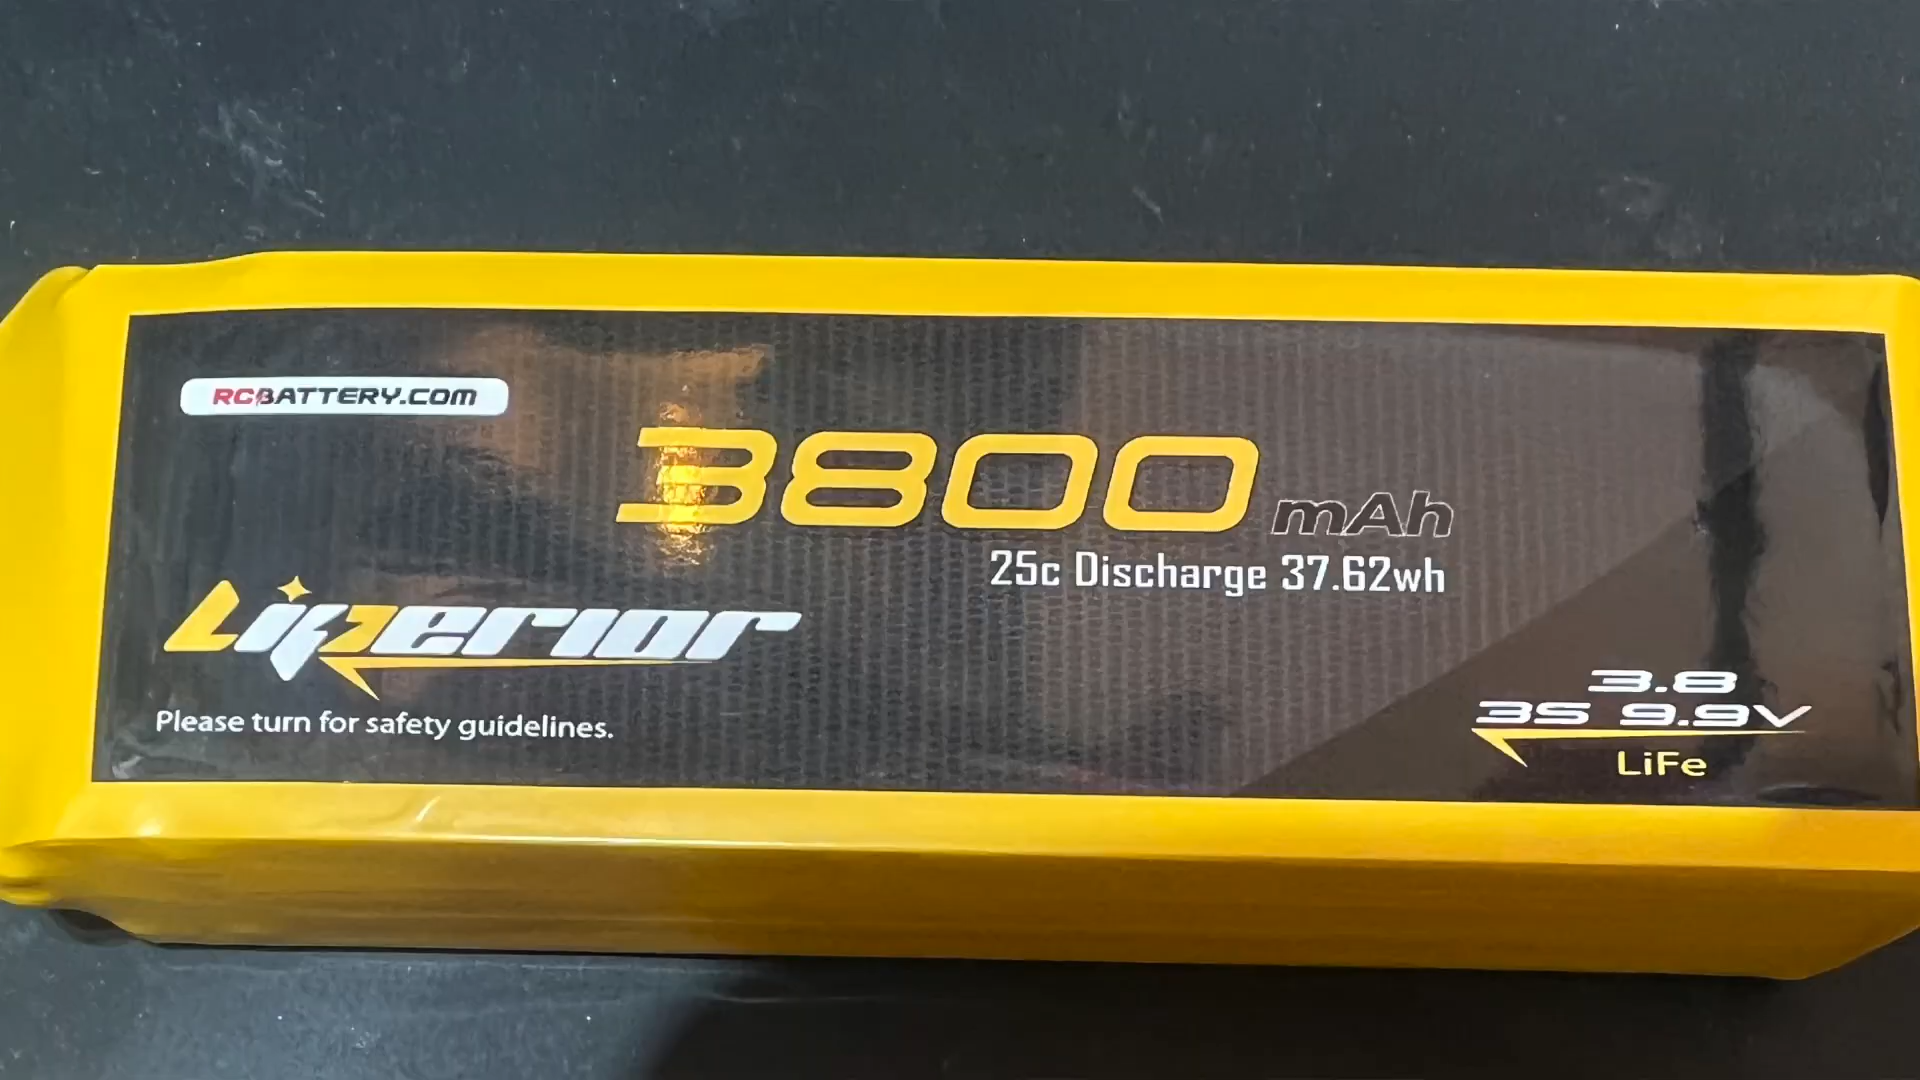 RCBATTERY.COM
3800 mAh
25c Discharge 37.62wh
Liperior
Please turn for safety guidelines.
3.8
3S 9.9V
LiFe